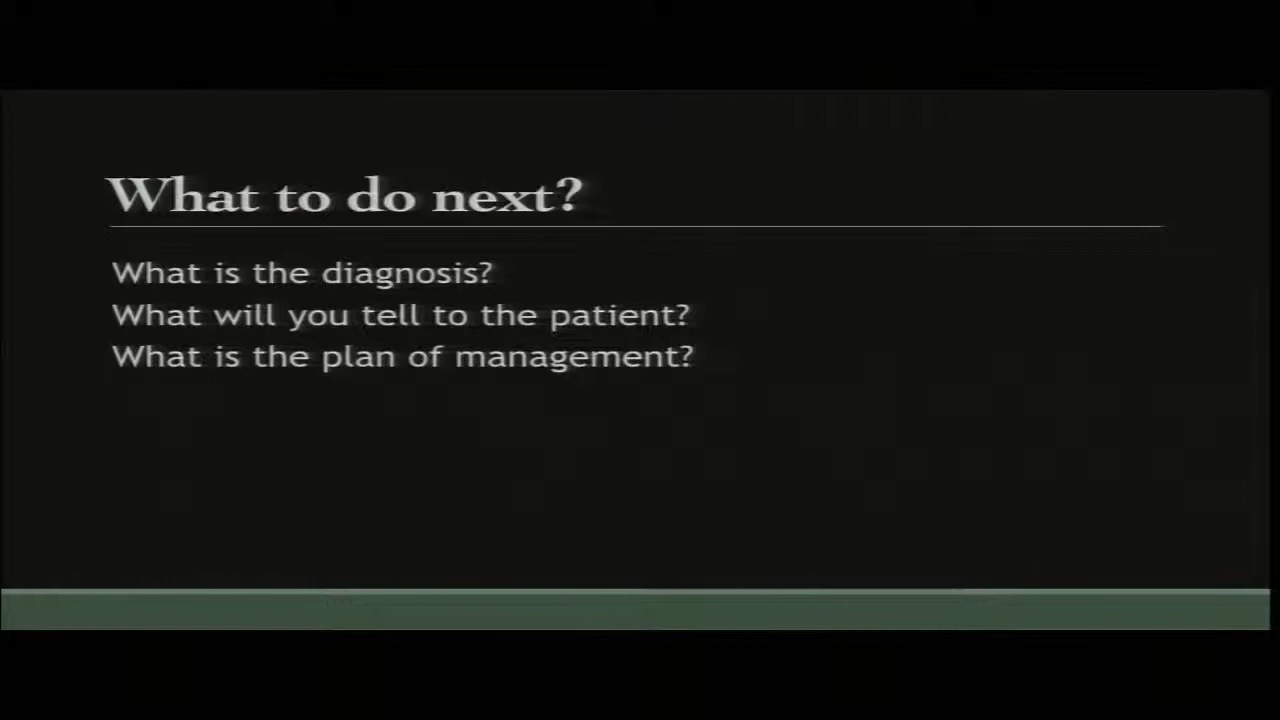 What to do next?
What is the diagnosis?
What will you tell to the patient?
What is the plan of management?